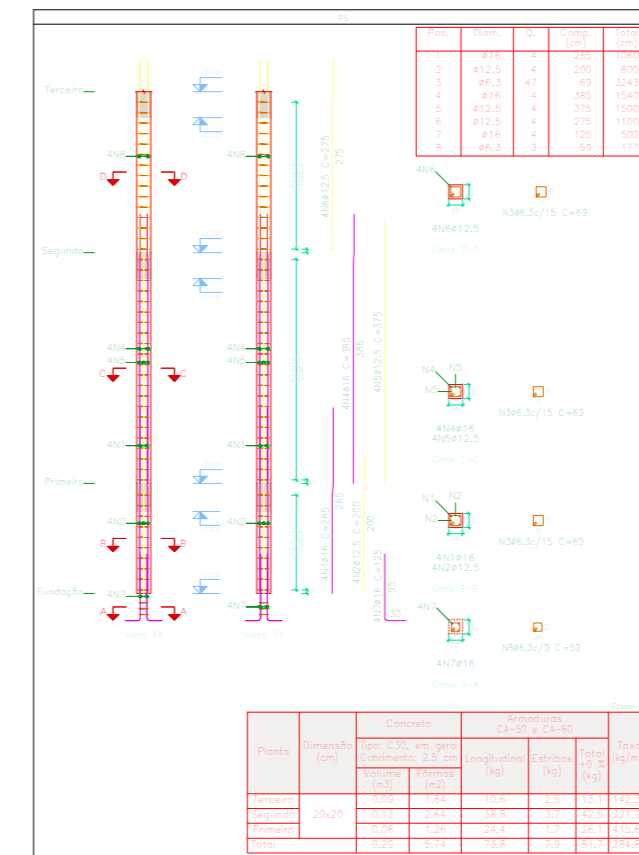 P5
Pos. Diam. Q. Comp. (cm) Total (cm)
1 ø16 4 265 1060
2 ø12.5 4 200 800
3 ø6.3 47 69 3243
4 ø16 4 385 1540
5 ø12.5 4 375 1500
6 ø12.5 4 275 1100
7 ø16 4 125 500
8 ø6.3 3 59 177
Terceiro
4N6
4N6
D D
4N6ø12.5 C=275
275
4N6
4N6ø12.5
N3ø6.3c/15 C=69
Corte D-D
Segundo
4N4
4N5
4N4
4N5
C C
4N4ø16 C=385
385
4N5ø12.5 C=375
N4 N5
N5
4N4ø16
4N5ø12.5
N3ø6.3c/15 C=69
Corte C-C
4N1
4N1
Primeiro
4N2
4N2
B B
4N1ø16 C=265
265
4N2ø12.5 C=200
200
N1 N2
N2
4N1ø16
4N2ø12.5
N3ø6.3c/15 C=69
Corte B-B
Fundação
4N7
4N7
A A
Vista XX
Vista YY
4N7ø16 C=125
95
30
4N7
4N7ø16
N8ø6.3c/9 C=59
Corte A-A
Planta
Dimensão (cm)
Concreto
Tipo: C30, em geral
Cobrimento: 2.5 cm
Volume (m3)
Fôrmas (m2)
Armaduras
CA-50 e CA-60
Longitudinal (kg)
Estribos (kg)
Total +0 % (kg)
Terceiro 0.09 1.84 10.6 2.5 13.1
Segundo 20x20 0.13 2.64 38.8 3.7 42.5
Primeiro 0.06 1.26 24.4 1.7 26.1
Total 0.29 5.74 73.8 7.9 81.7